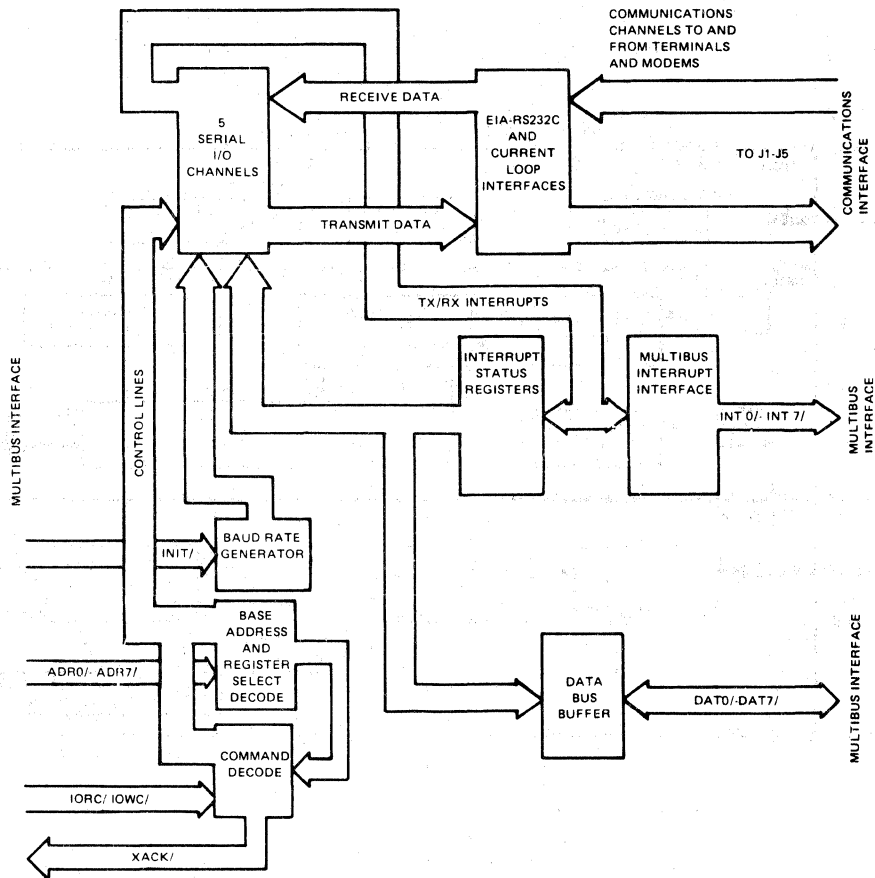 COMMUNICATIONS
CHANNELS TO AND
FROM TERMINALS
AND MODEMS
RECEIVE DATA
5
SERIAL
I/O
CHANNELS
EIA-RS232C
AND
CURRENT
LOOP
INTERFACES
TO J1-J5
COMMUNICATIONS
INTERFACE
TRANSMIT DATA
TX/RX INTERRUPTS
INTERRUPT
STATUS
REGISTERS
MULTIBUS
INTERRUPT
INTERFACE
INT 0/- INT 7/
MULTIBUS
INTERFACE
MULTIBUS INTERFACE
CONTROL LINES
INIT/
BAUD RATE
GENERATOR
BASE
ADDRESS
AND
REGISTER
SELECT
DECODE
ADR0/- ADR7/
DATA
BUS
BUFFER
DAT0/-DAT7/
MULTIBUS INTERFACE
COMMAND
DECODE
IORC/ IOWC/
XACK/